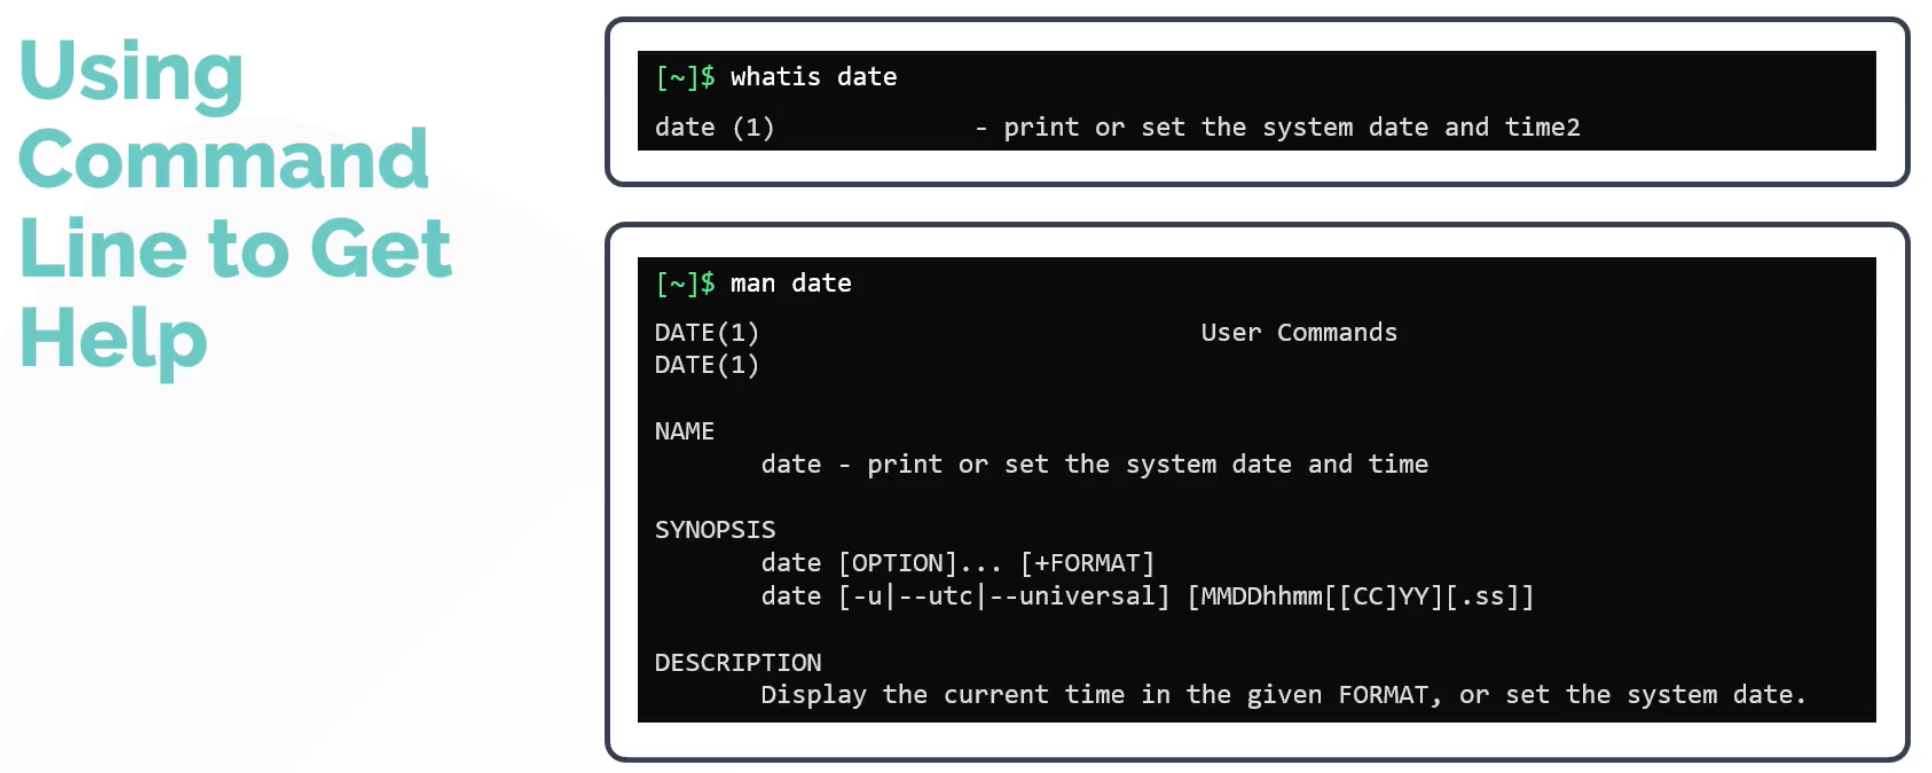 Using
Command
Line to Get
Help
[~]$ whatis date
date (1) - print or set the system date and time2
[~]$ man date
DATE(1) User Commands
DATE(1)
NAME
date - print or set the system date and time
SYNOPSIS
date [OPTION]... [+FORMAT]
date [-u|--utc|--universal] [MMDDhhmm[[CC]YY][.ss]]
DESCRIPTION
Display the current time in the given FORMAT, or set the system date.